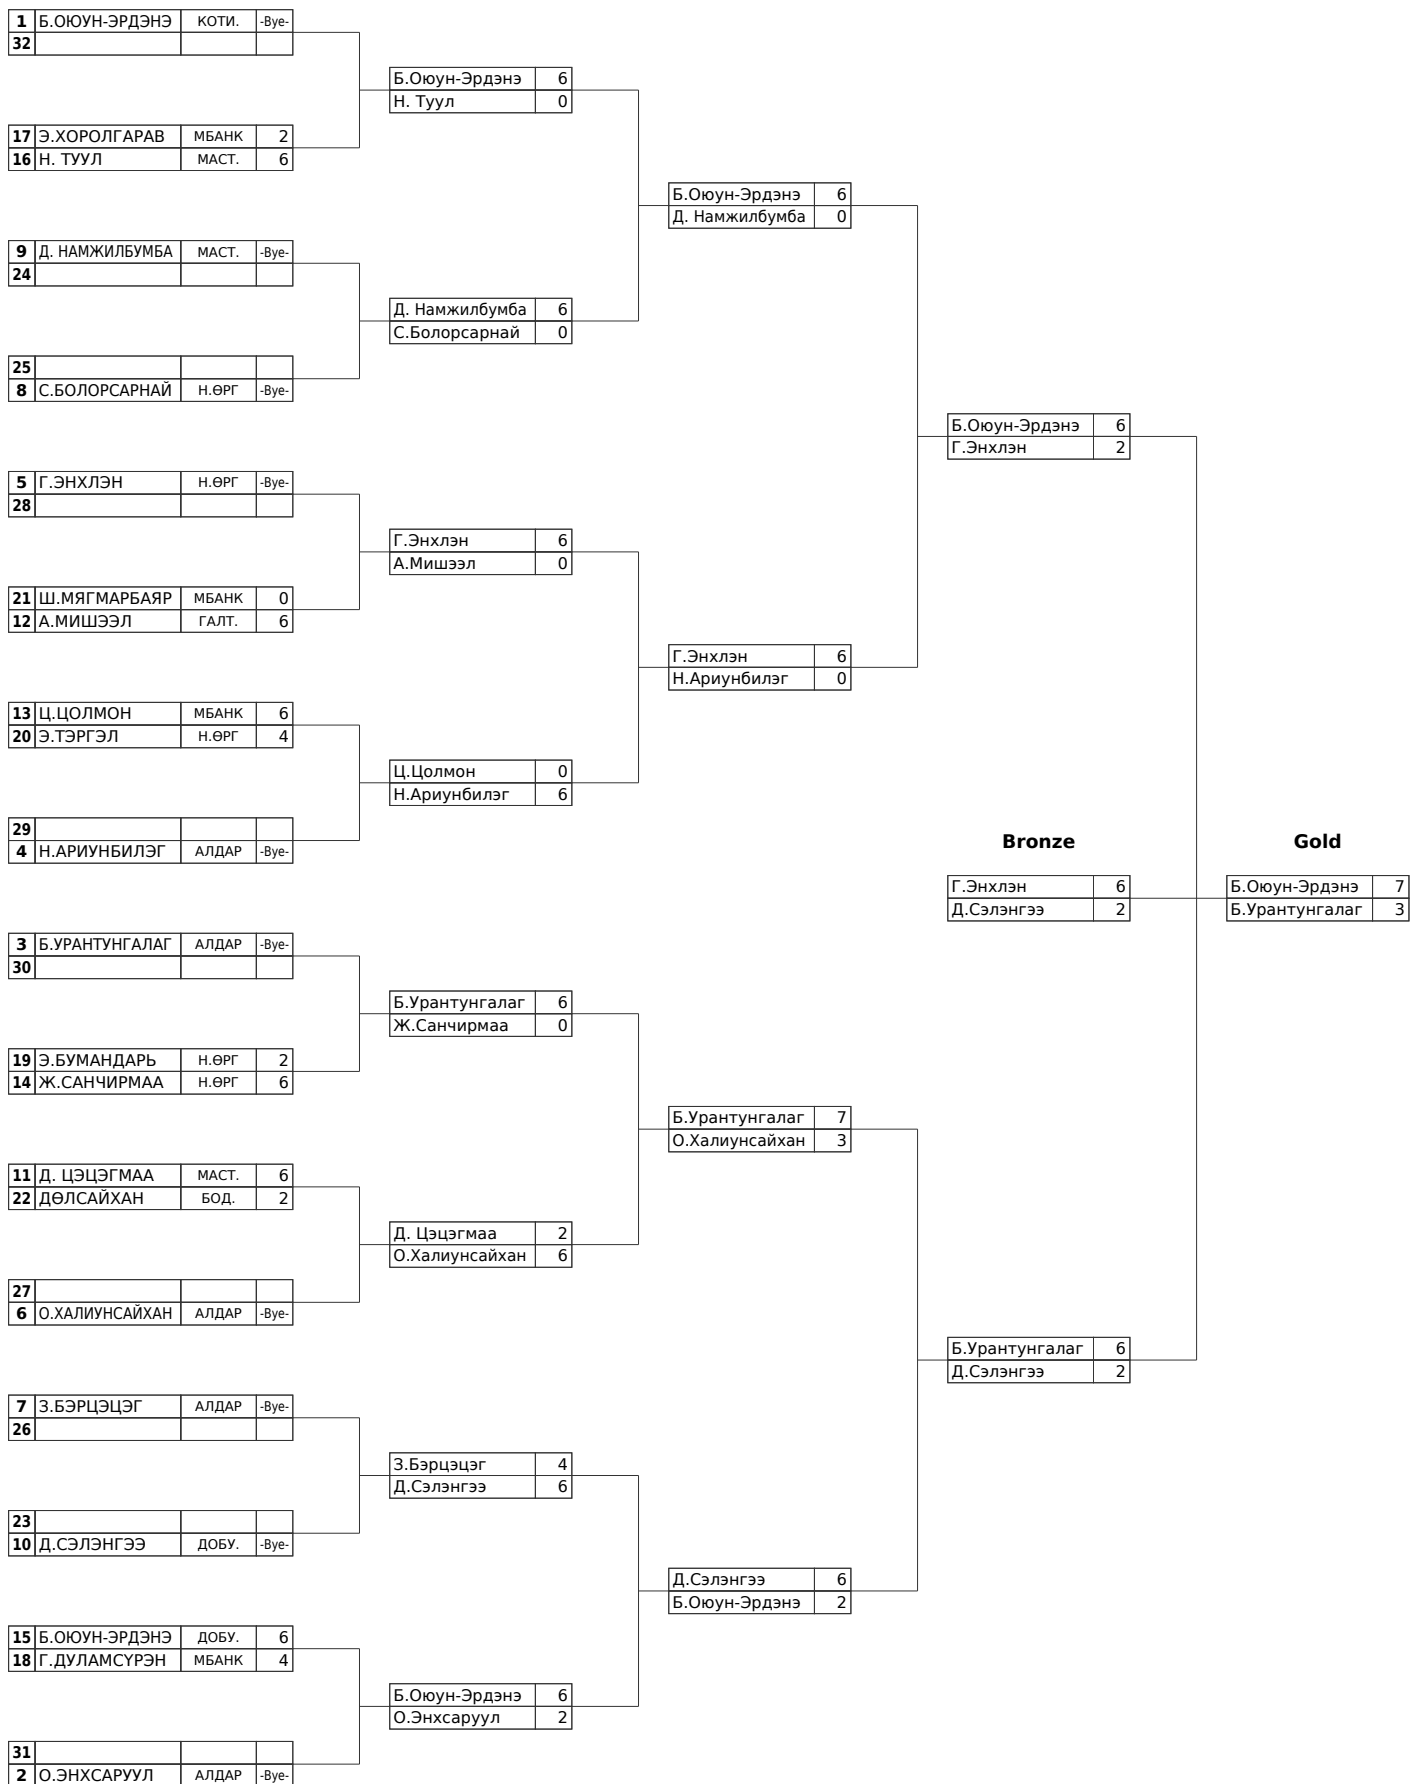 1 Б.ОЮУН-ЭРДЭНЭ КОТИ. -Bye-
32
Б.Оюун-Эрдэнэ 6
Н. Туул 0
17 Э.ХОРОЛГАРАВ МБАНК 2
16 Н. ТУУЛ МАСТ. 6
Б.Оюун-Эрдэнэ 6
Д. Намжилбумба 0
9 Д. НАМЖИЛБУМБА МАСТ. -Bye-
24
Д. Намжилбумба 6
С.Болорсарнай 0
25
8 С.БОЛОРСАРНАЙ Н.ӨРГ -Bye-
Б.Оюун-Эрдэнэ 6
Г.Энхлэн 2
5 Г.ЭНХЛЭН Н.ӨРГ -Bye-
28
Г.Энхлэн 6
А.Мишээл 0
21 Ш.МЯГМАРБАЯР МБАНК 0
12 А.МИШЭЭЛ ГАЛТ. 6
Г.Энхлэн 6
Н.Ариунбилэг 0
13 Ц.ЦОЛМОН МБАНК 6
20 Э.ТЭРГЭЛ Н.ӨРГ 4
Ц.Цолмон 0
Н.Ариунбилэг 6
29
4 Н.АРИУНБИЛЭГ АЛДАР -Bye-
Bronze Gold
Г.Энхлэн 6 Б.Оюун-Эрдэнэ 7
Д.Сэлэнгээ 2 Б.Урантунгалаг 3
3 Б.УРАНТУНГАЛАГ АЛДАР -Bye-
30
Б.Урантунгалаг 6
Ж.Санчирмаа 0
19 Э.БУМАНДАРЬ Н.ӨРГ 2
14 Ж.САНЧИРМАА Н.ӨРГ 6
Б.Урантунгалаг 7
О.Халиунсайхан 3
11 Д. ЦЭЦЭГМАА МАСТ. 6
22 ДӨЛСАЙХАН БОД. 2
Д. Цэцэгмаа 2
О.Халиунсайхан 6
27
6 О.ХАЛИУНСАЙХАН АЛДАР -Bye-
Б.Урантунгалаг 6
Д.Сэлэнгээ 2
7 З.БЭРЦЭЦЭГ АЛДАР -Bye-
26
З.Бэрцэцэг 4
Д.Сэлэнгээ 6
23
10 Д.СЭЛЭНГЭЭ ДОБУ. -Bye-
Д.Сэлэнгээ 6
Б.Оюун-Эрдэнэ 2
15 Б.ОЮУН-ЭРДЭНЭ ДОБУ. 6
18 Г.ДУЛАМСҮРЭН МБАНК 4
Б.Оюун-Эрдэнэ 6
О.Энхсаруул 2
31
2 О.ЭНХСАРУУЛ АЛДАР -Bye-